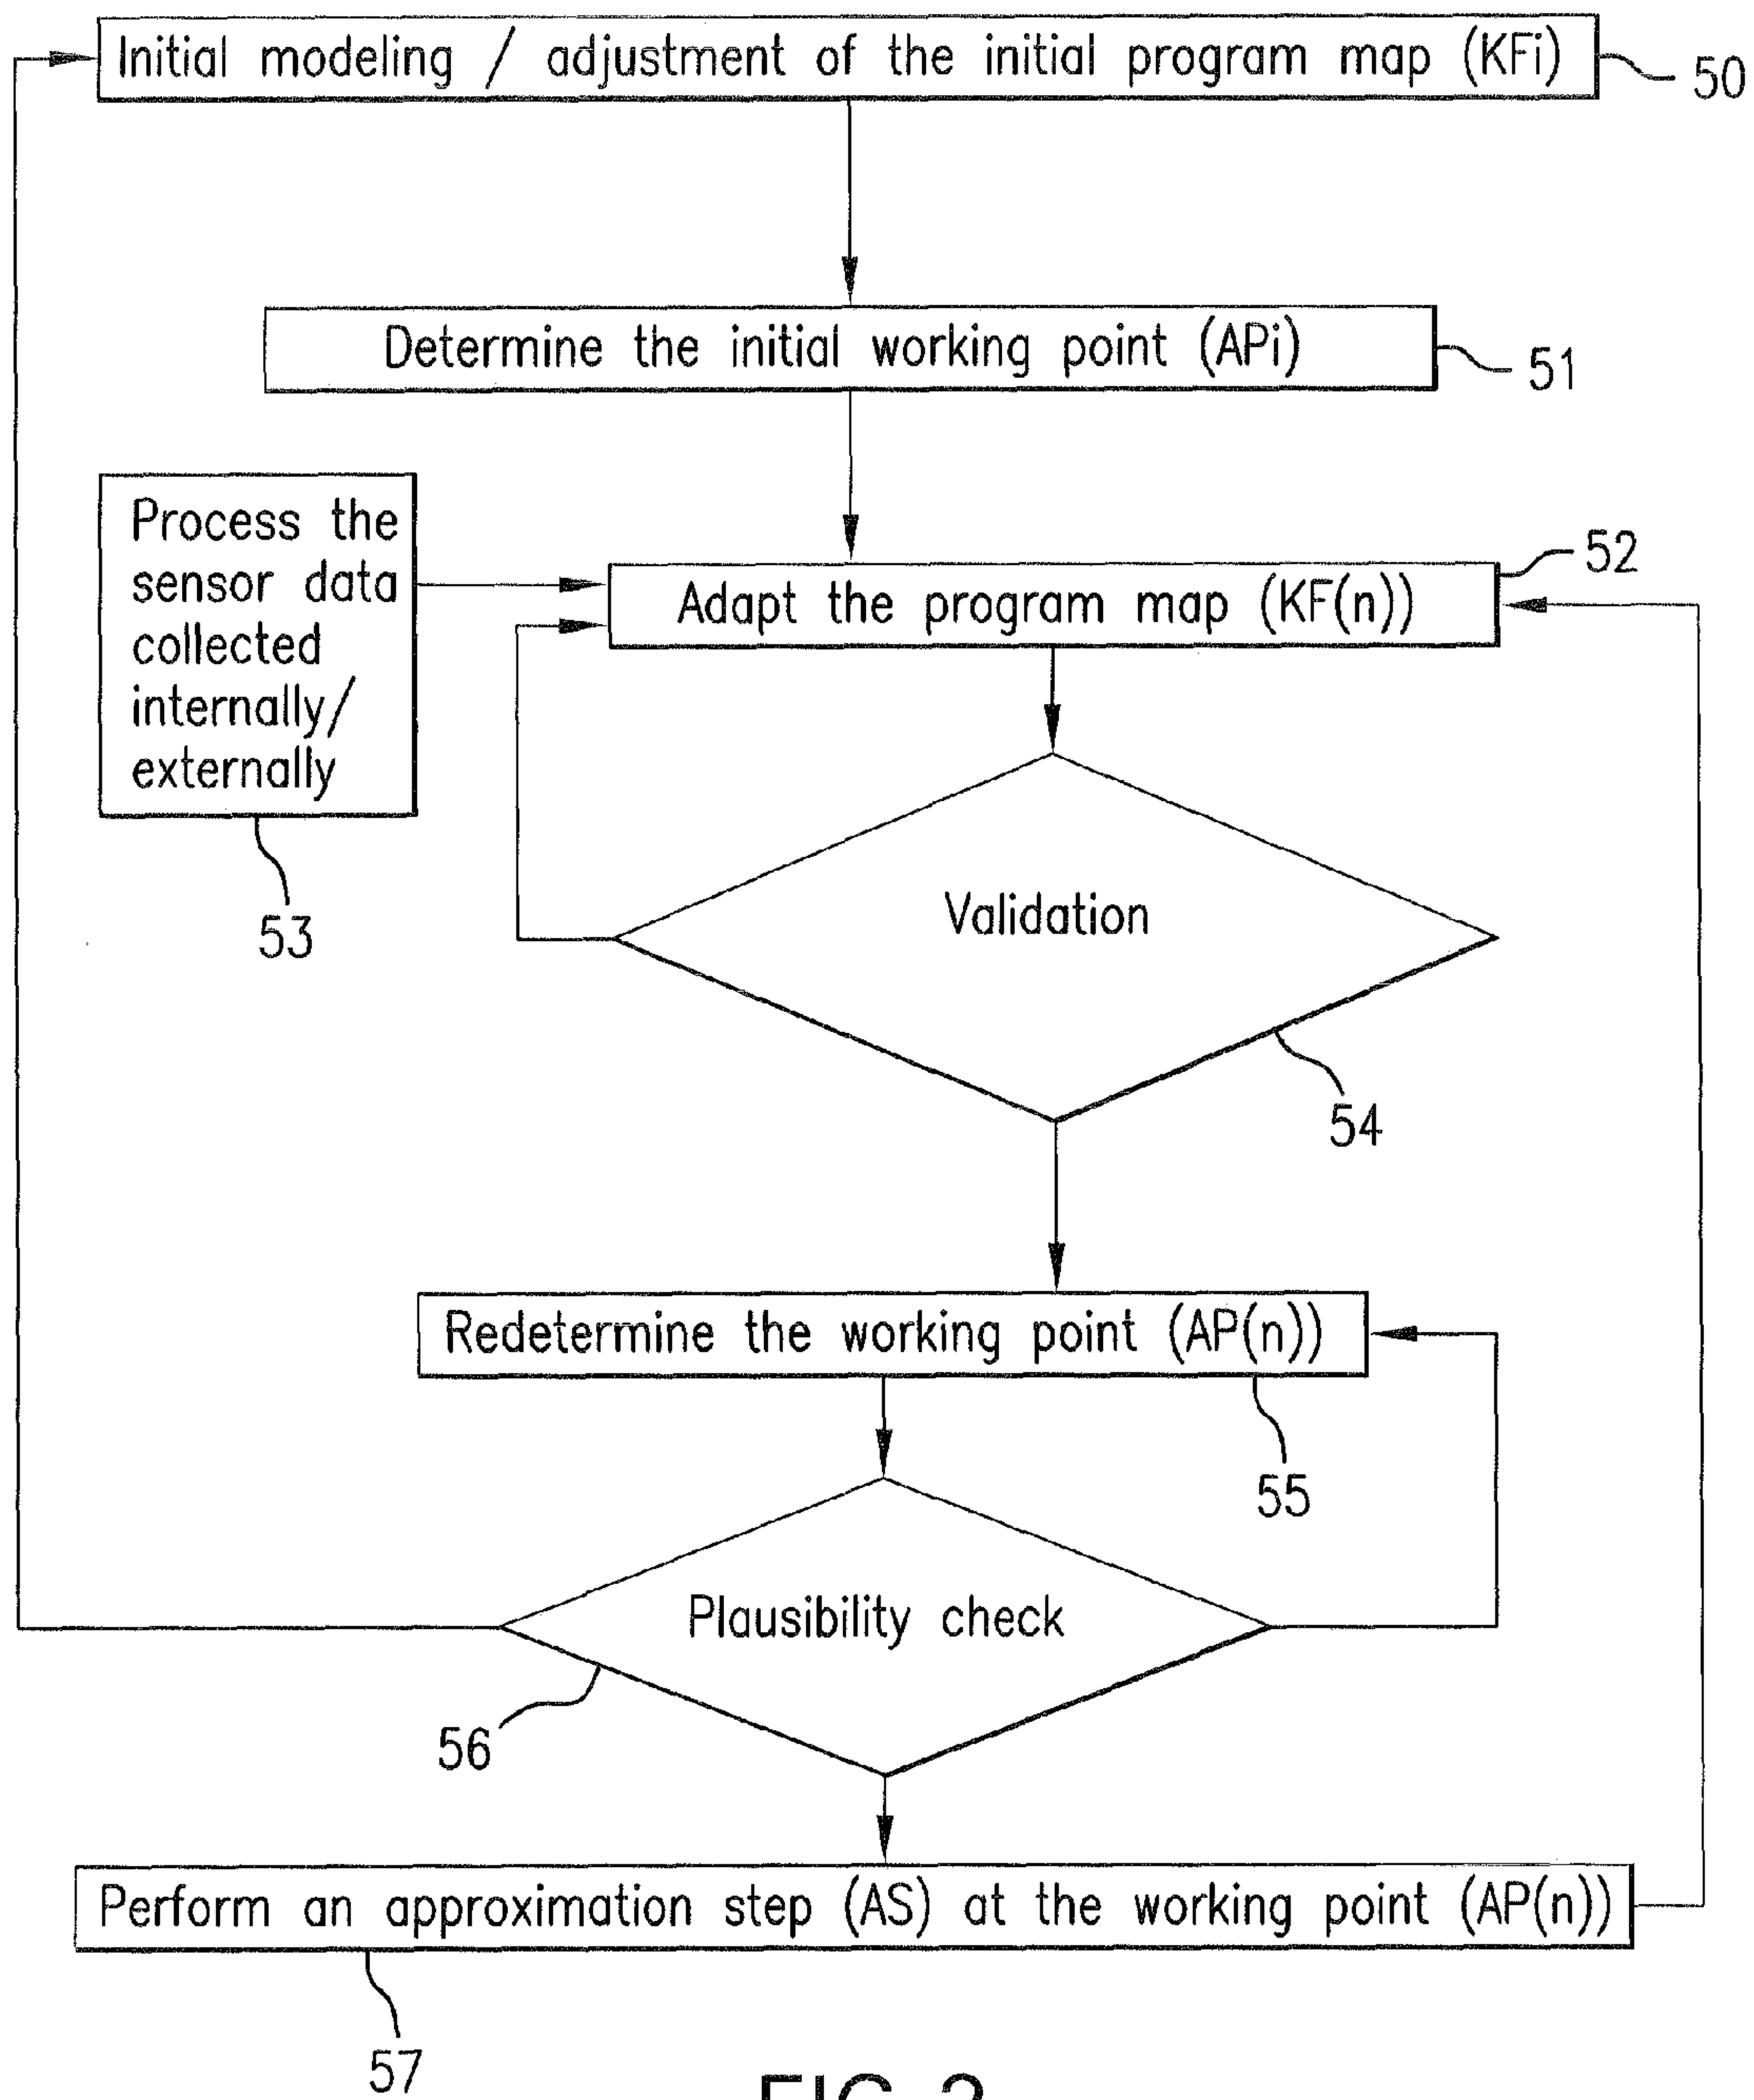 Initial modeling / adjustment of the initial program map (KFi)
50
Determine the initial working point (APi)
51
Process the
sensor data
collected
internally/
externally
53
52
Adapt the program map (KF(n))
Validation
54
Redetermine the working point (AP(n))
55
Plausibility check
56
Perform an approximation step (AS) at the working point (AP(n))
57